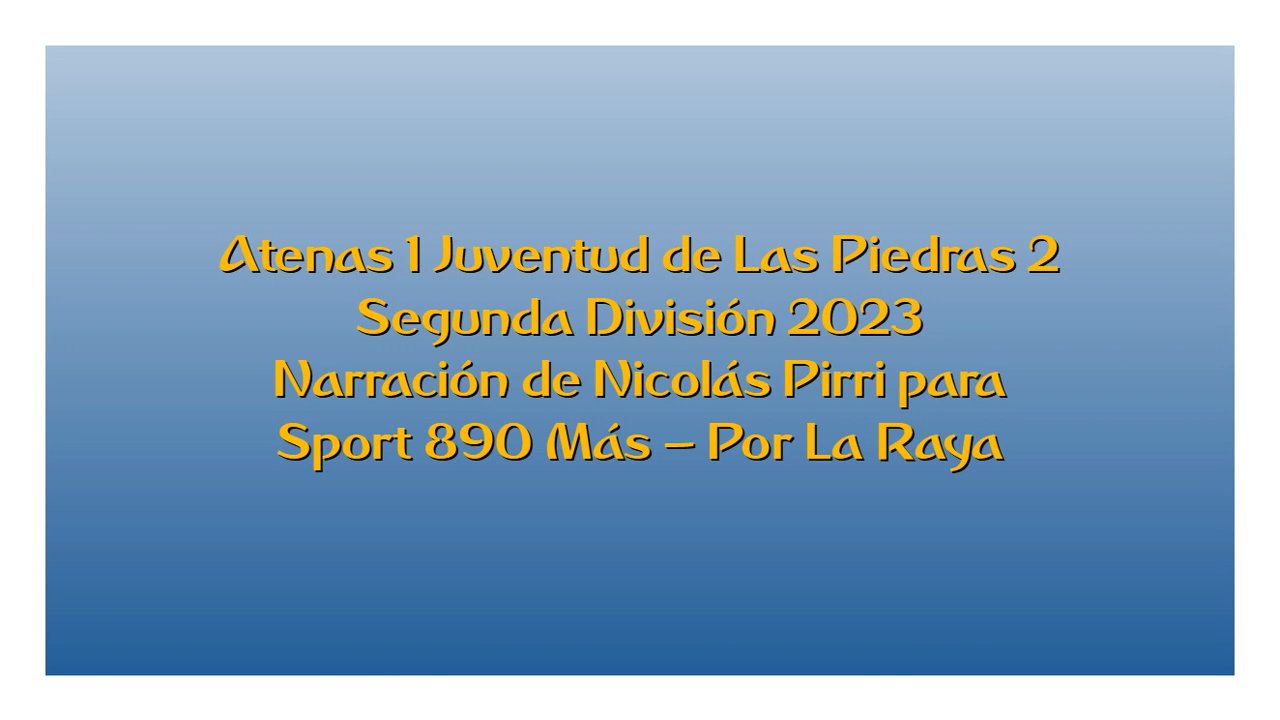 Atenas 1 Juventud de Las Piedras 2
Segunda División 2023
Narración de Nicolás Pirri para
Sport 890 Más – Por La Raya